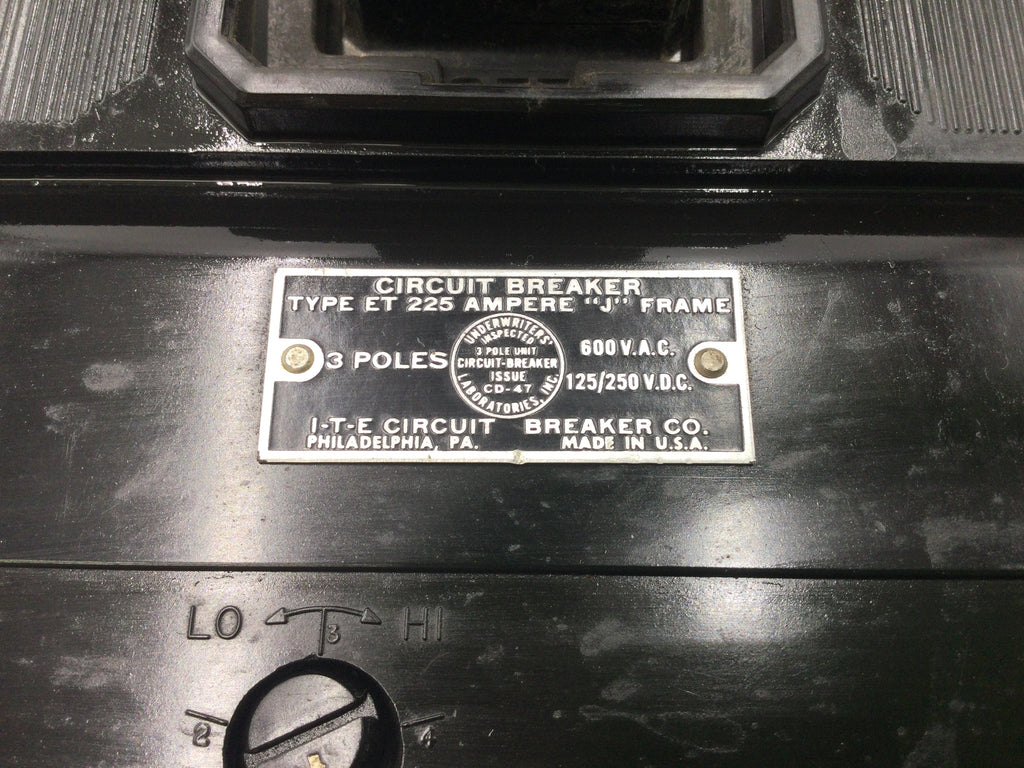 CIRCUIT BREAKER
TYPE ET 225 AMPERE "J" FRAME
3 POLES
UNDERWRITERS'
INSPECTED
3 POLE UNIT
CIRCUIT-BREAKER
ISSUE
CD-47
LABORATORIES, INC.
600 V.A.C.
125/250 V.D.C.
I-T-E CIRCUIT BREAKER CO.
PHILADELPHIA, PA. MADE IN U.S.A.
LO 3 HI
2 4